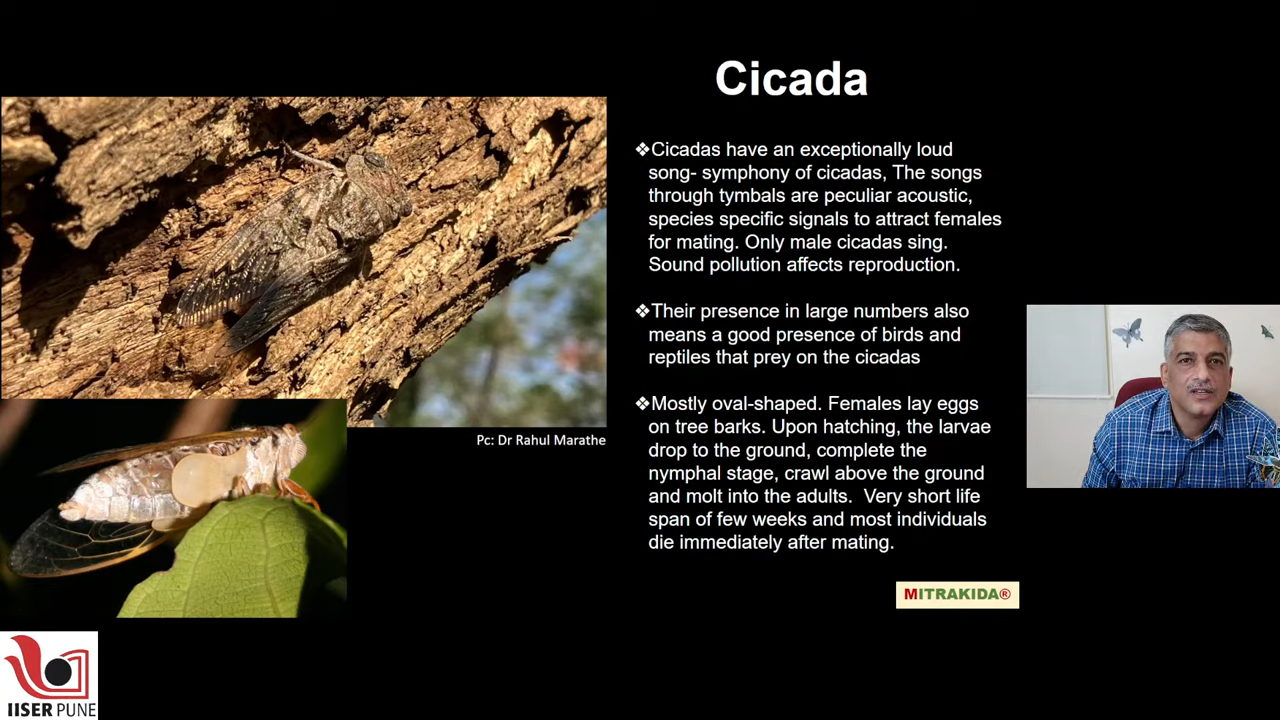 Cicada
❖Cicadas have an exceptionally loud
song- symphony of cicadas, The songs
through tymbals are peculiar acoustic,
species specific signals to attract females
for mating. Only male cicadas sing.
Sound pollution affects reproduction.
❖Their presence in large numbers also
means a good presence of birds and
reptiles that prey on the cicadas
❖Mostly oval-shaped. Females lay eggs
on tree barks. Upon hatching, the larvae
drop to the ground, complete the
nymphal stage, crawl above the ground
and molt into the adults.  Very short life
span of few weeks and most individuals
die immediately after mating.
Pc: Dr Rahul Marathe
MITRAKIDA®
IISER PUNE